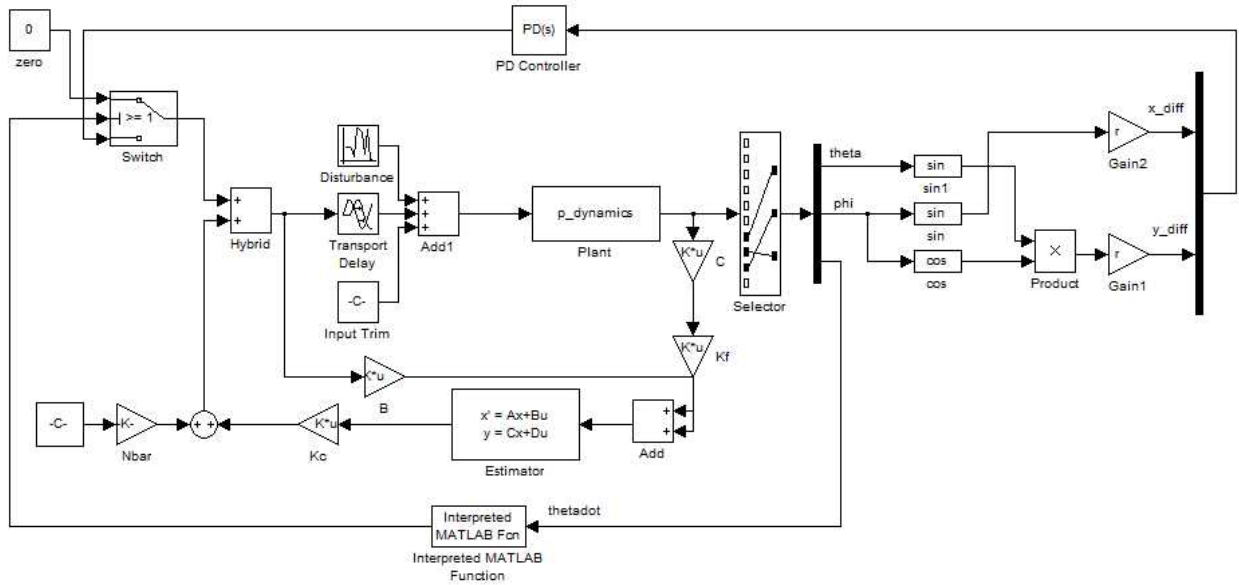 0
zero
PD(s)
PD Controller
>= 1
Switch
x_diff
r
Gain2
Disturbance
theta
sin
sin1
+
+
Hybrid
Transport
Delay
+
+
+
Add1
p_dynamics
Plant
phi
sin
sin
y_diff
K*u
C
Selector
cos
cos
×
Product
r
Gain1
-C-
Input Trim
K*u
Kf
K*u
B
-C-
K-
Nbar
+ +
K*u
Kc
x' = Ax+Bu
y = Cx+Du
Estimator
+
+
Add
thetadot
Interpreted
MATLAB Fcn
Interpreted MATLAB
Function